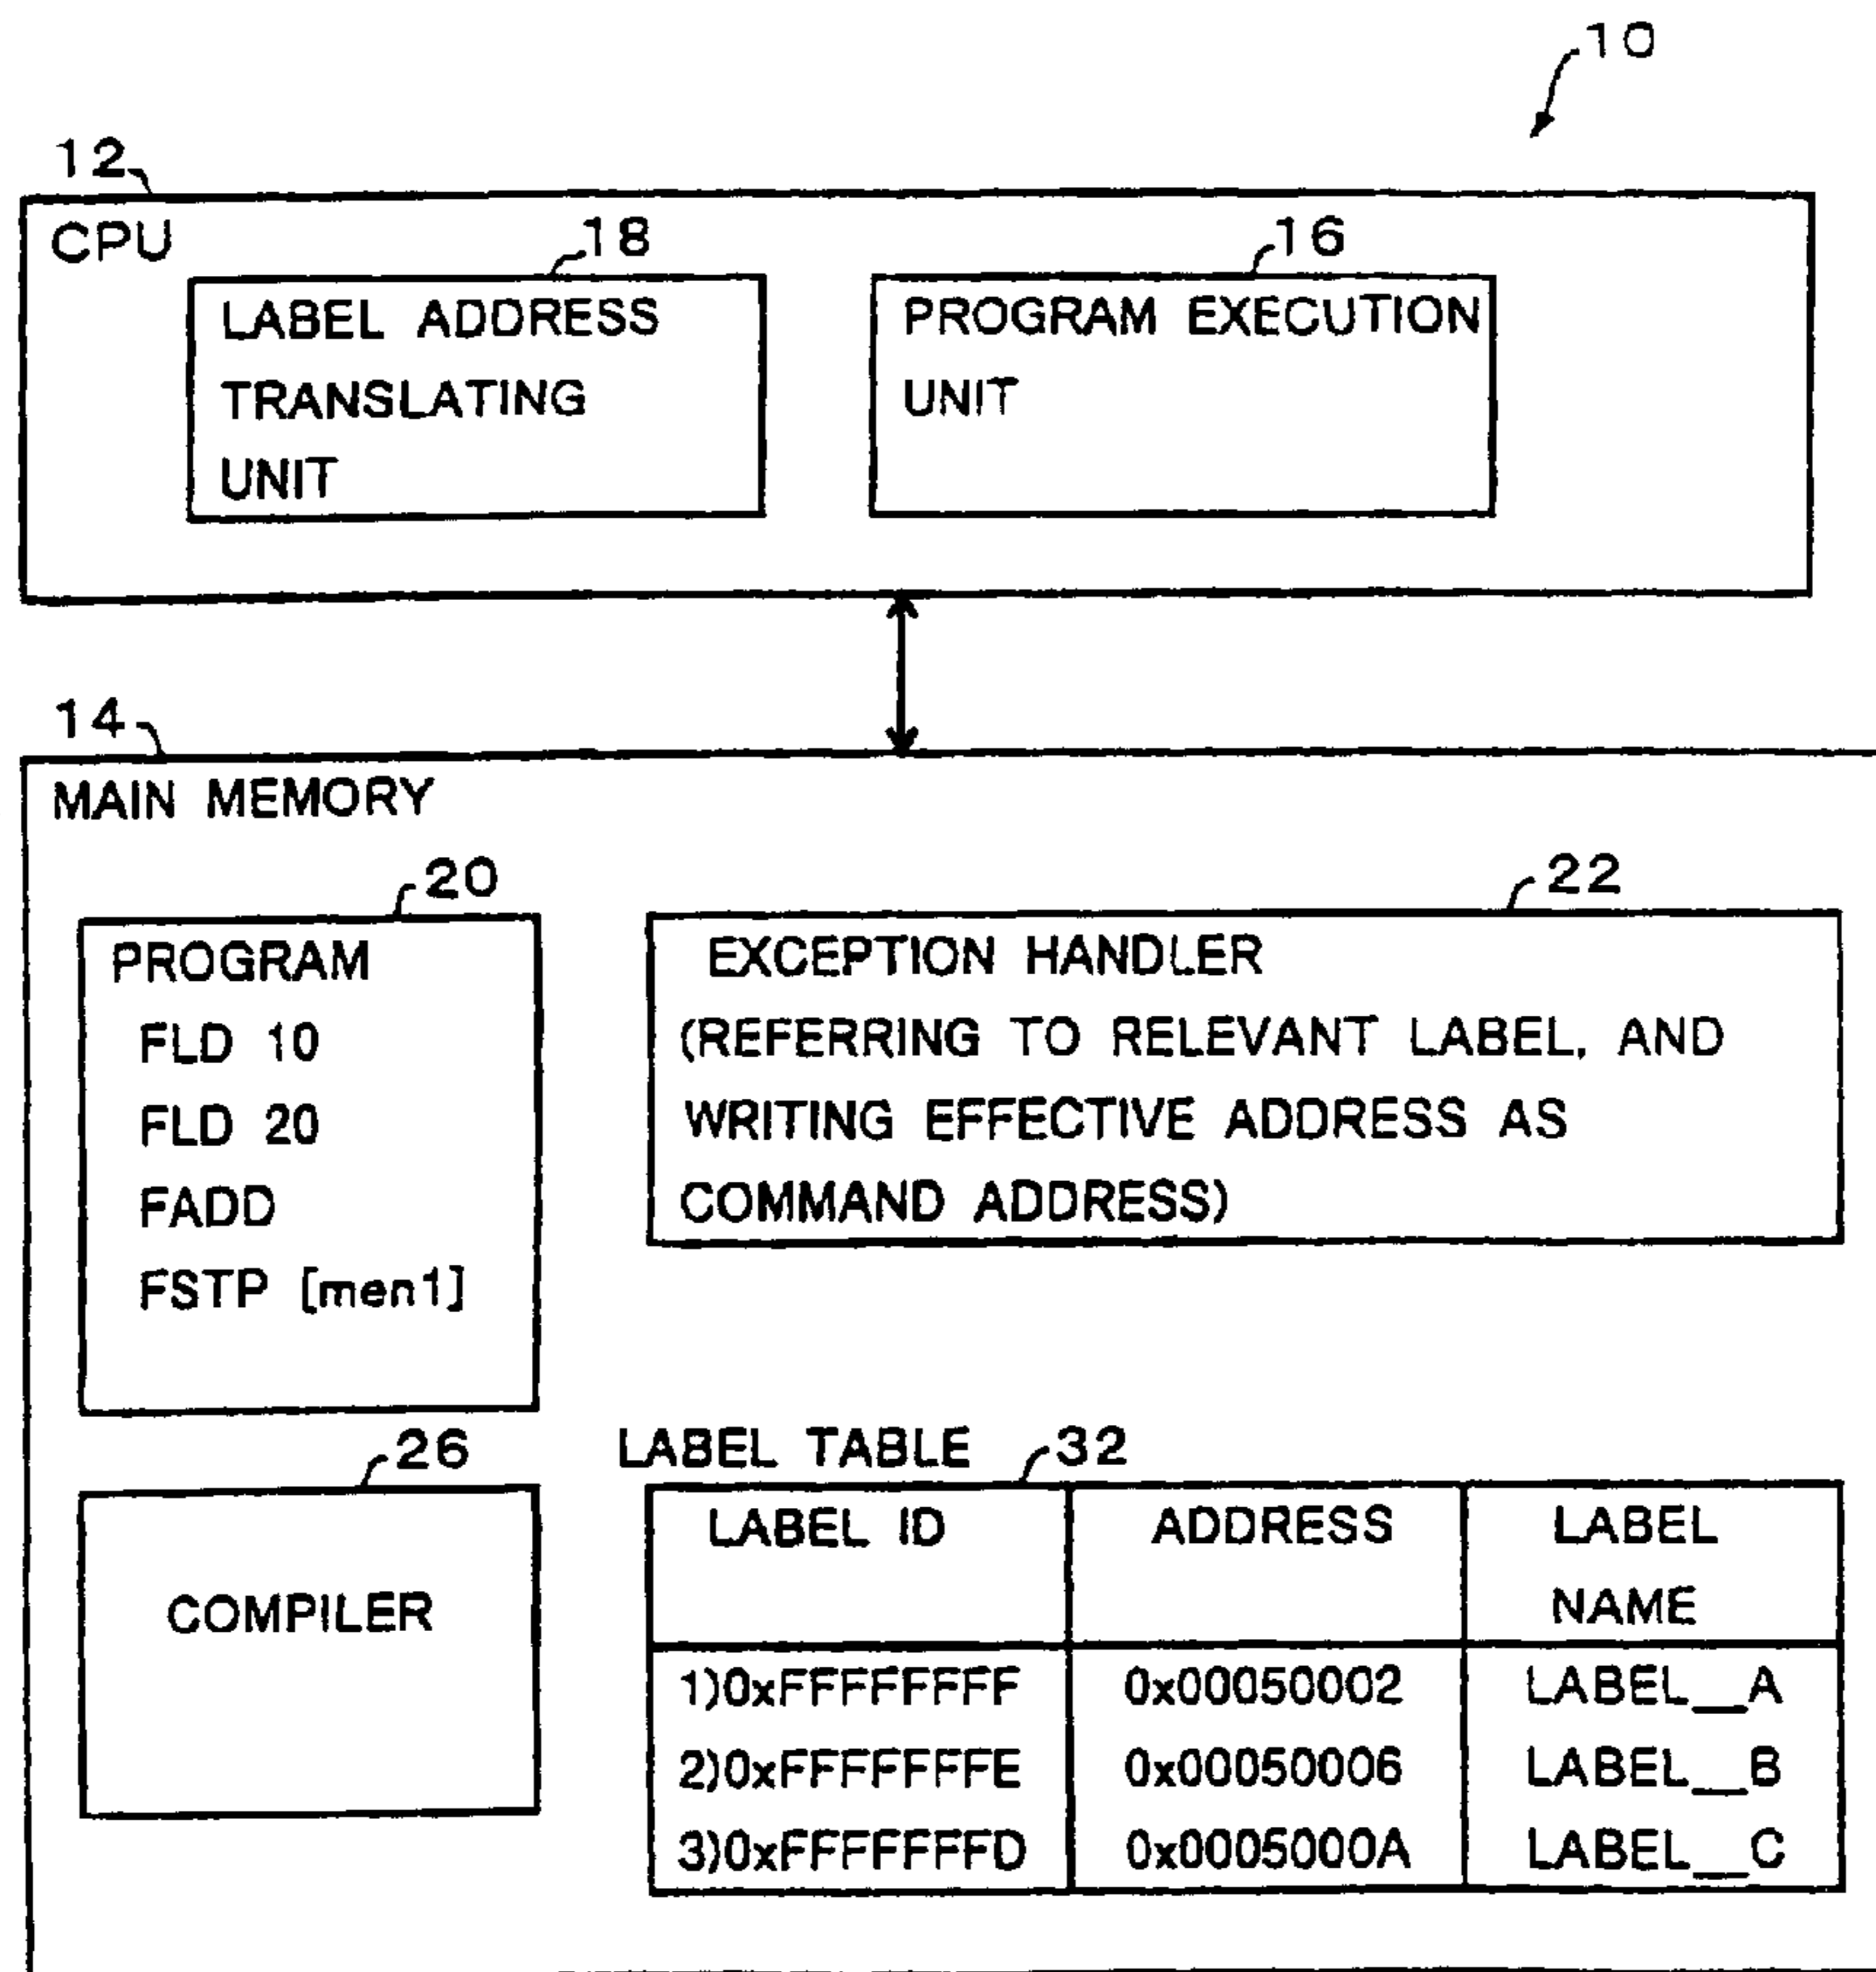 10
12
CPU
18
16
LABEL ADDRESS
TRANSLATING
UNIT
PROGRAM EXECUTION
UNIT
14
MAIN MEMORY
20
PROGRAM
FLD 10
FLD 20
FADD
FSTP [men1]
22
EXCEPTION HANDLER
(REFERRING TO RELEVANT LABEL, AND
WRITING EFFECTIVE ADDRESS AS
COMMAND ADDRESS)
26
COMPILER
LABEL TABLE
32
LABEL ID ADDRESS LABEL
NAME
1)0xFFFFFFFF 0x00050002 LABEL__A
2)0xFFFFFFFE 0x00050006 LABEL__B
3)0xFFFFFFFD 0x0005000A LABEL__C